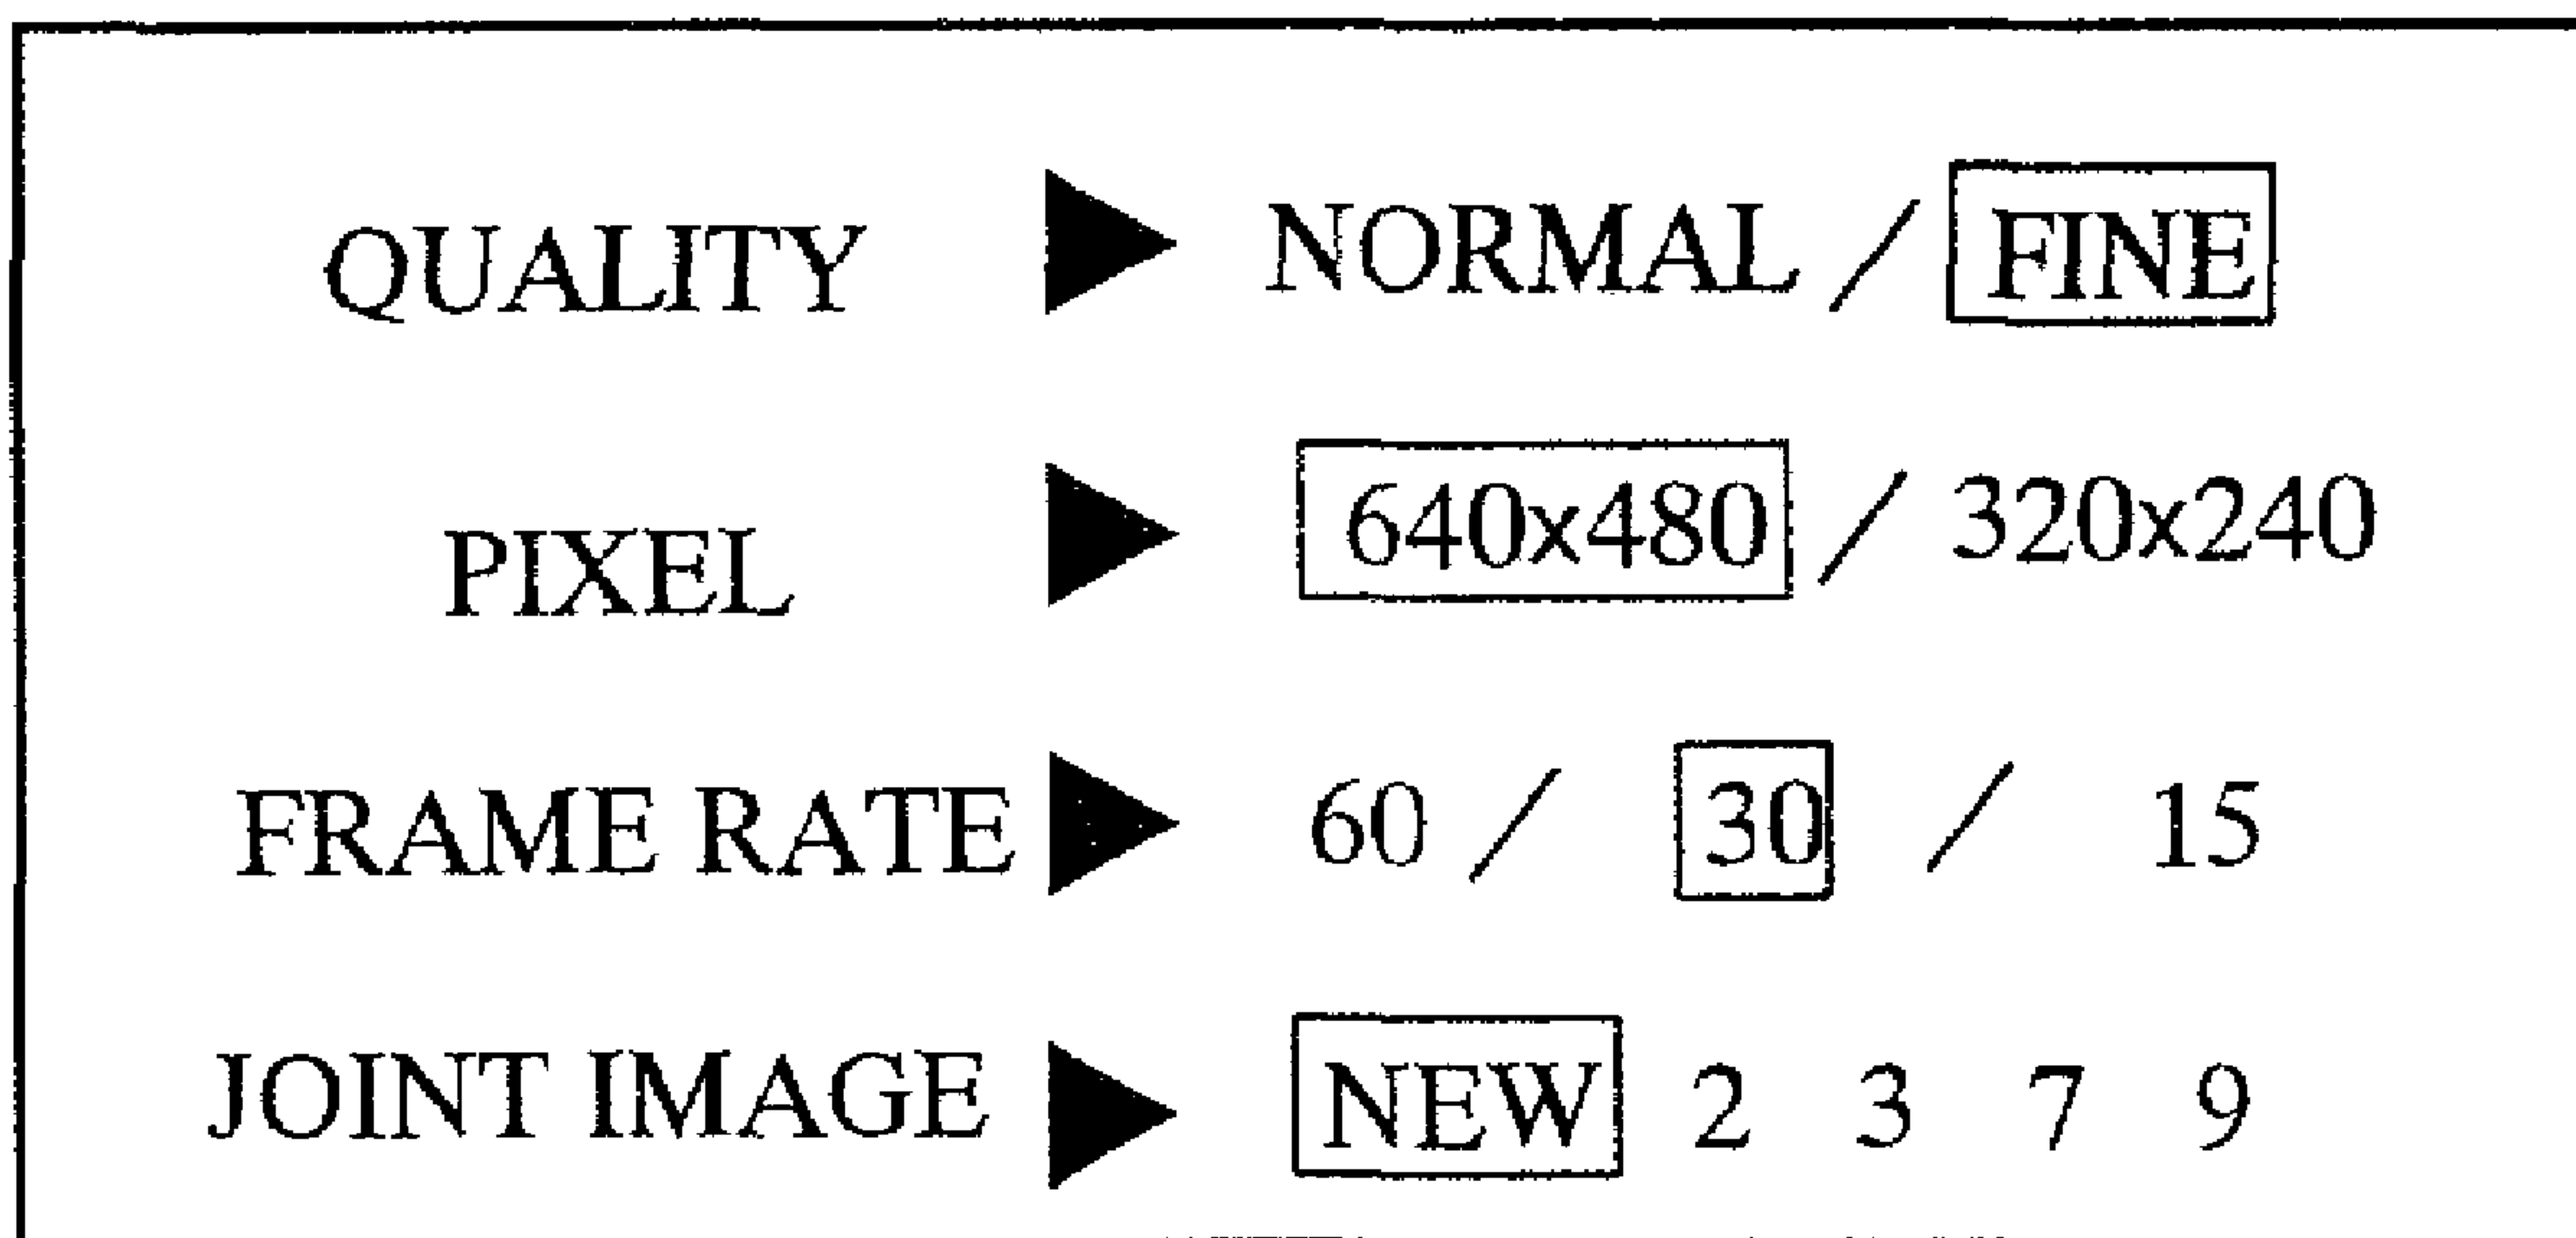 QUALITY ▶ NORMAL / FINE
PIXEL ▶ 640x480 / 320x240
FRAME RATE ▶ 60 / 30 / 15
JOINT IMAGE ▶ NEW 2 3 7 9